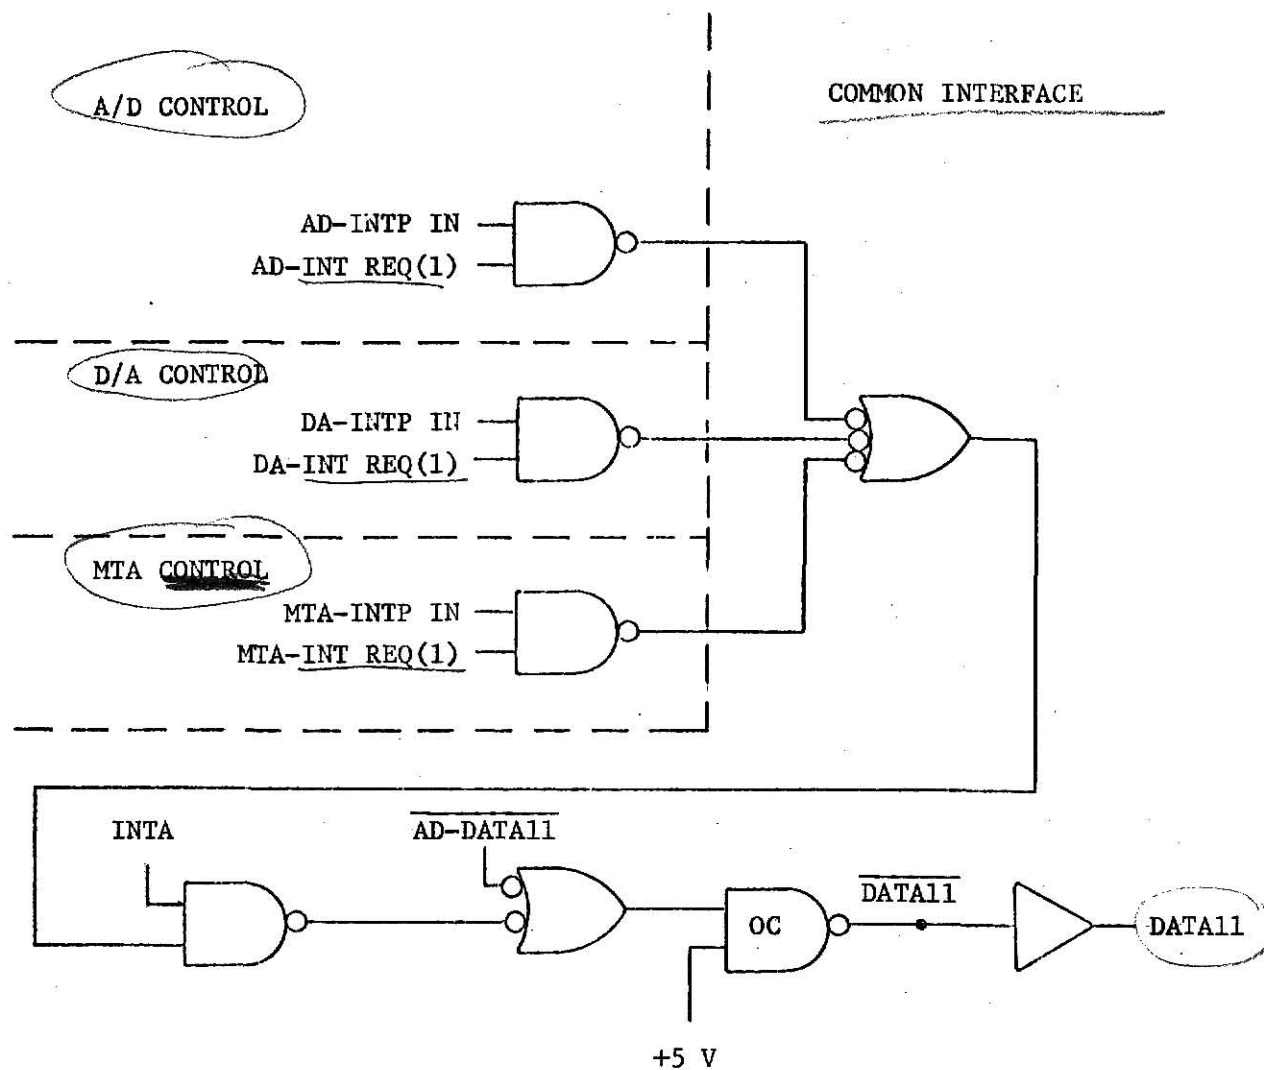 A/D CONTROL
COMMON INTERFACE
AD-INTP IN
AD-INT REQ(1)
D/A CONTROL
DA-INTP IN
DA-INT REQ(1)
MTA CONTROL
MTA-INTP IN
MTA-INT REQ(1)
INTA
AD-DATA11
OC
DATA11
DATA11
+5 V